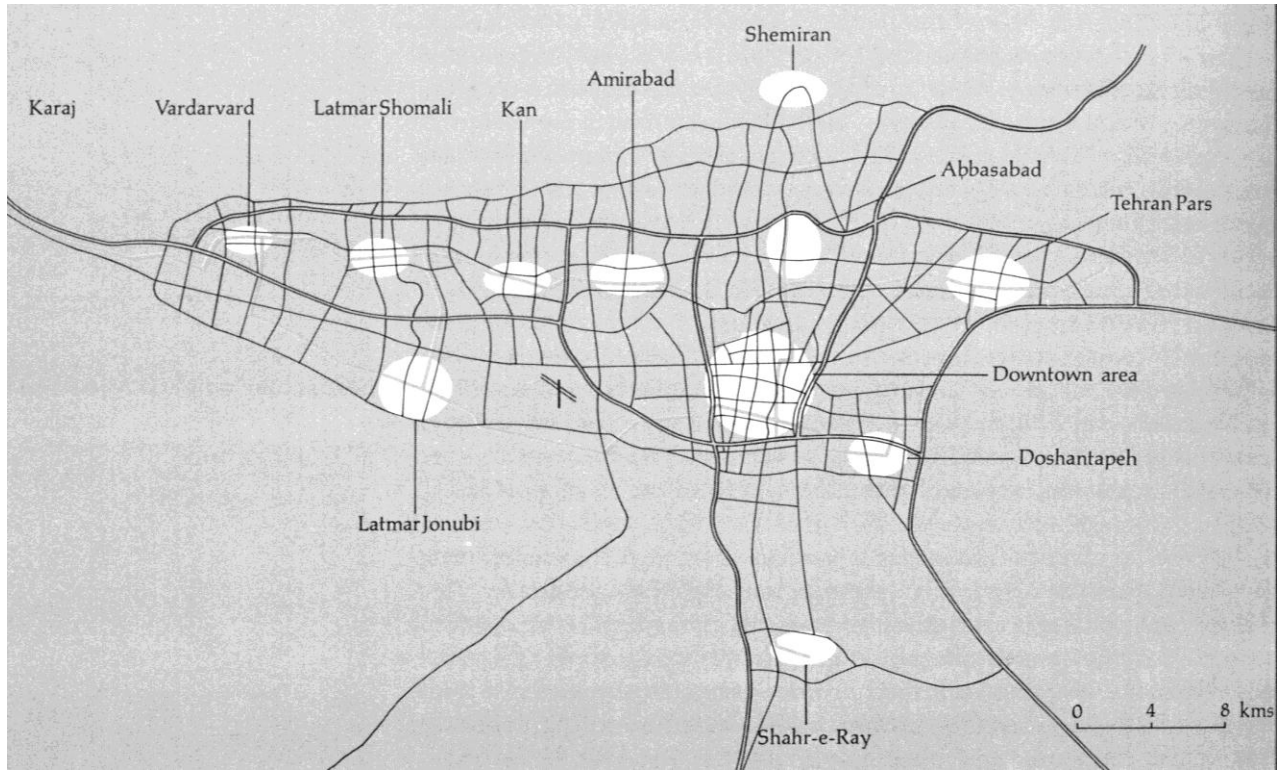 Shemiran
Amirabad
Karaj
Vardarvard
Latmar Shomali
Kan
Abbasabad
Tehran Pars
Downtown area
Doshantapeh
Latmar Jonubi
Shahr-e-Ray
0 4 8 kms